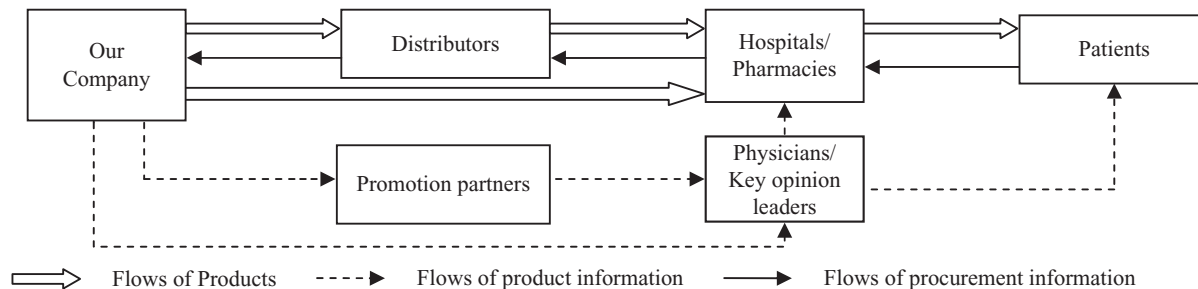 Our
Company
Distributors
Hospitals/
Pharmacies
Patients
Promotion partners
Physicians/
Key opinion
leaders
Flows of Products
Flows of product information
Flows of procurement information